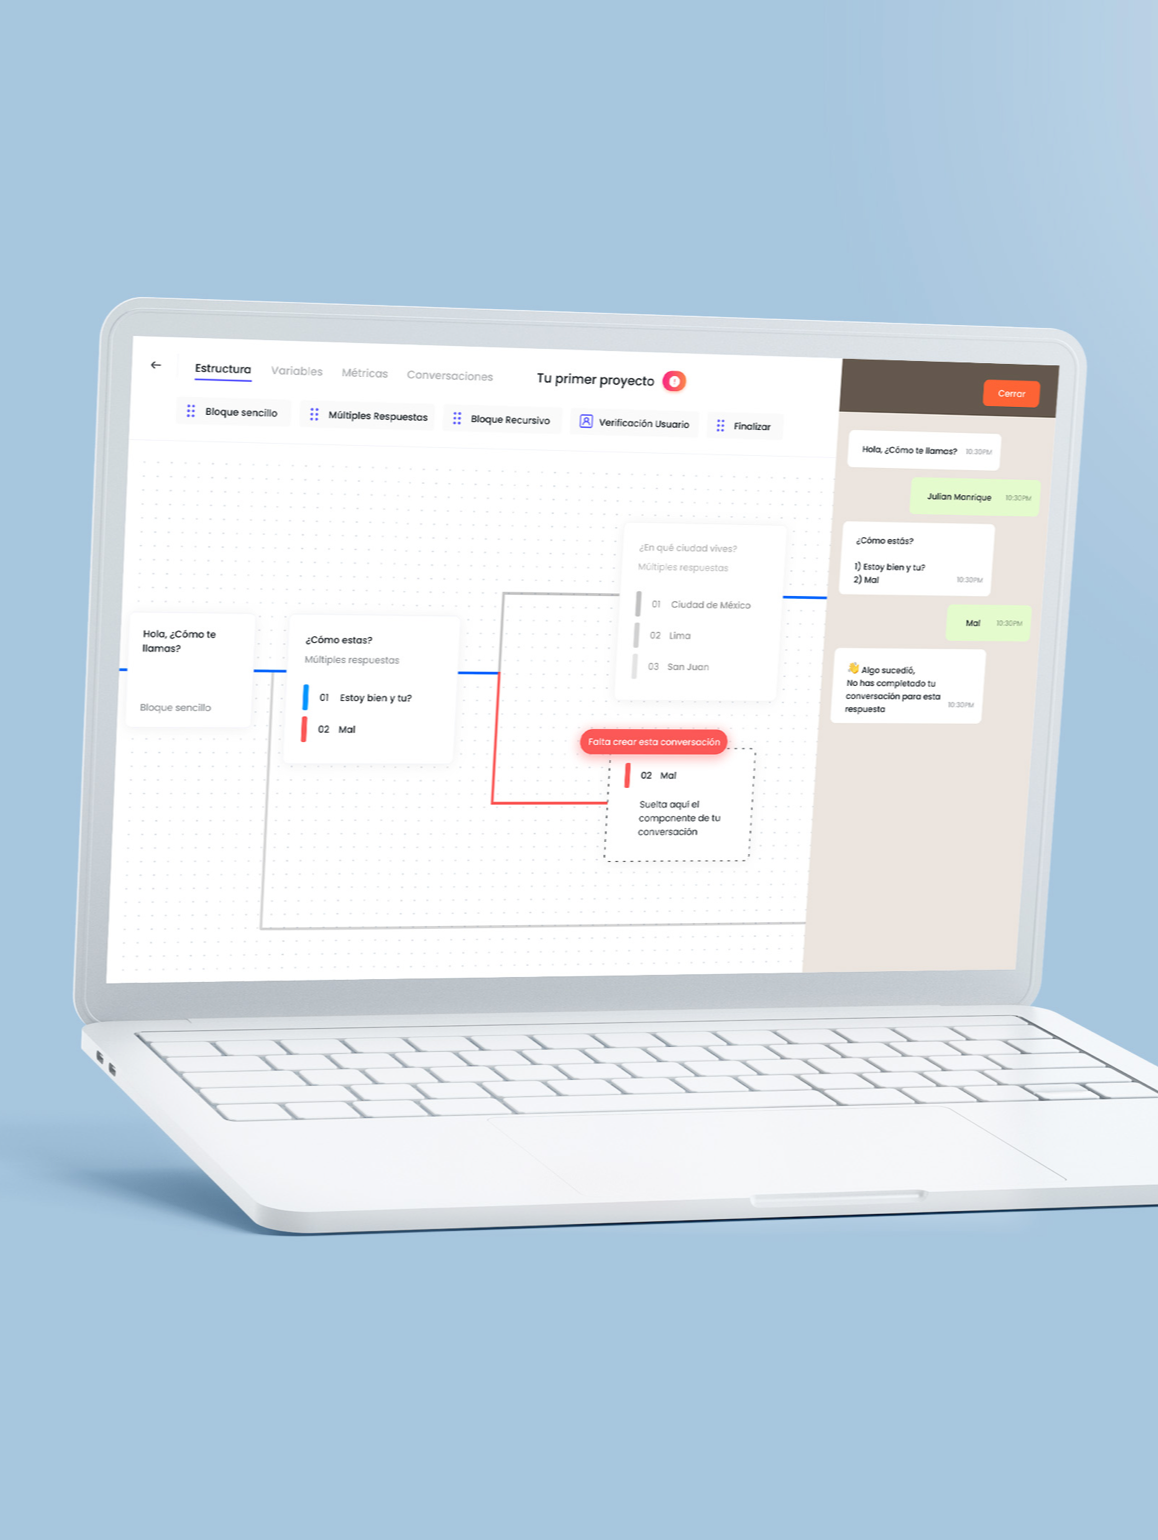 Estructura
Variables
Métricas
Conversaciones
Tu primer proyecto
Cerrar
Bloque sencillo
Múltiples Respuestas
Bloque Recursivo
Verificación Usuario
Finalizar
Hola, ¿Cómo te
llamas?
Bloque sencillo
¿Cómo estas?
Múltiples respuestas
01 Estoy bien y tu?
02 Mal
¿En qué ciudad vives?
Múltiples respuestas
01 Ciudad de México
02 Lima
03 San Juan
Falta crear esta conversación
02 Mal
Suelta aquí el
componente de tu
conversación
Hola, ¿Cómo te llamas? 10:30PM
Julian Manrique 10:30PM
¿Cómo estás?
1) Estoy bien y tu?
2) Mal 10:30PM
Mal 10:30PM
👋 Algo sucedió,
No has completado tu
conversación para esta
respuesta 10:30PM